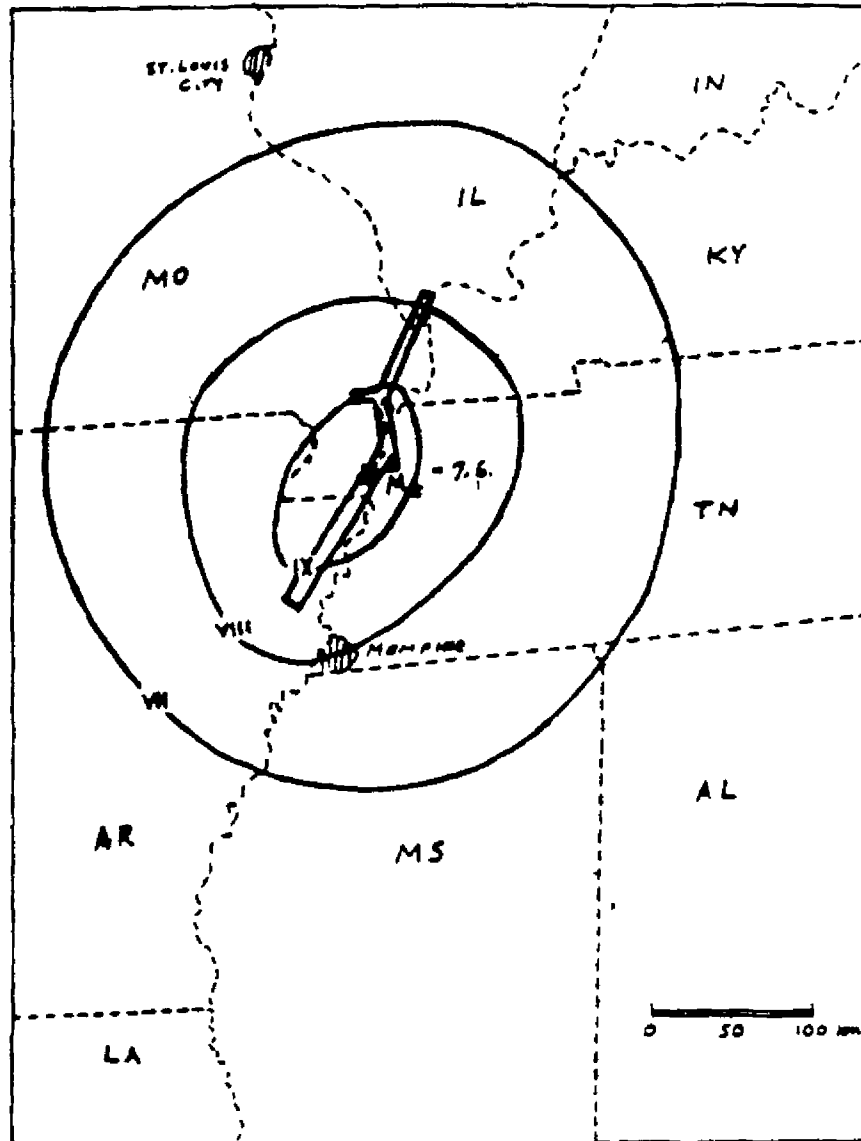 ST. LOUIS
CITY
IN
IL
KY
MO
= 7.6.
TN
IX
VIII
MEMPHIS
VII
AL
AR
MS
0 50 100 km
LA